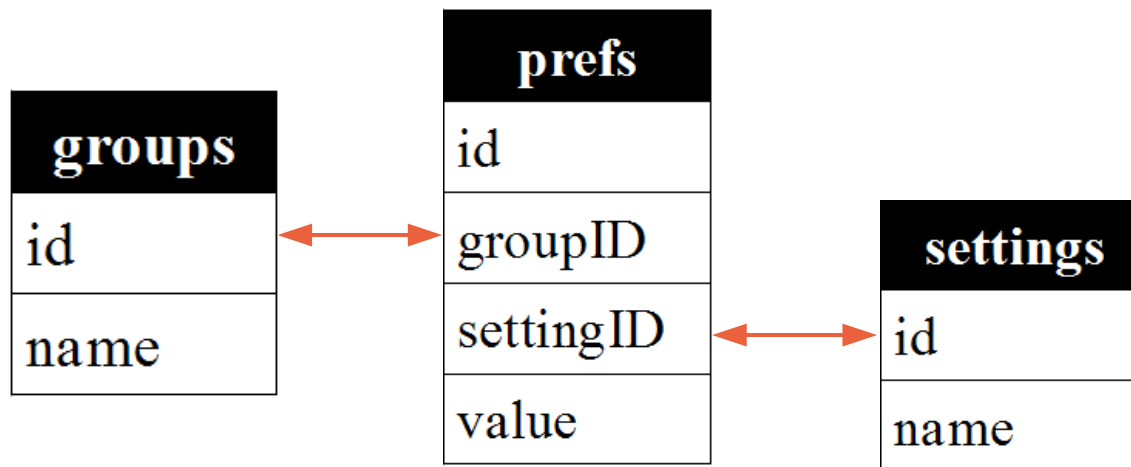 groups
id
name
prefs
id
groupID
settingID
value
settings
id
name